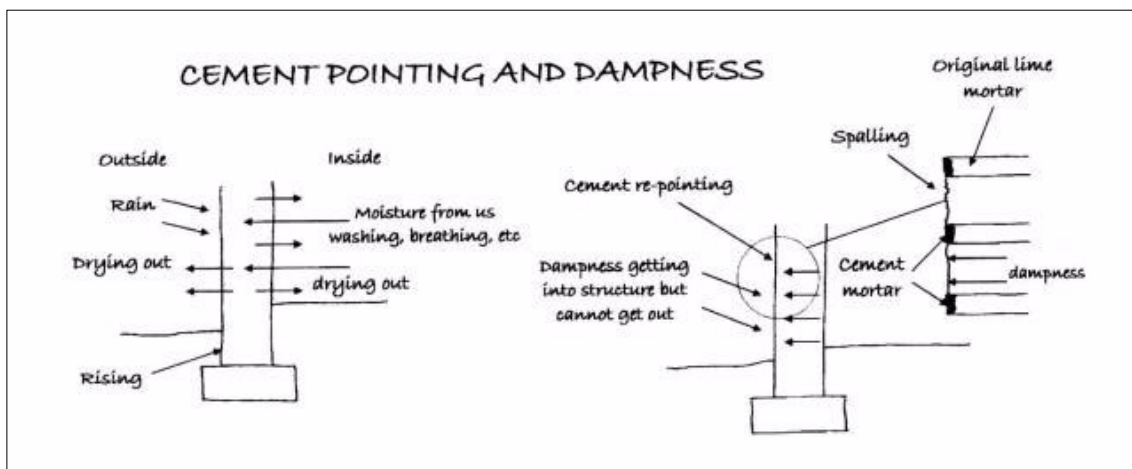 CEMENT POINTING AND DAMPNESS
Outside
Inside
Rain
Moisture from us
washing, breathing, etc
Drying out
drying out
Rising
Cement re-pointing
Dampness getting
into structure but
cannot get out
Original lime
mortar
Spalling
Cement
mortar
dampness